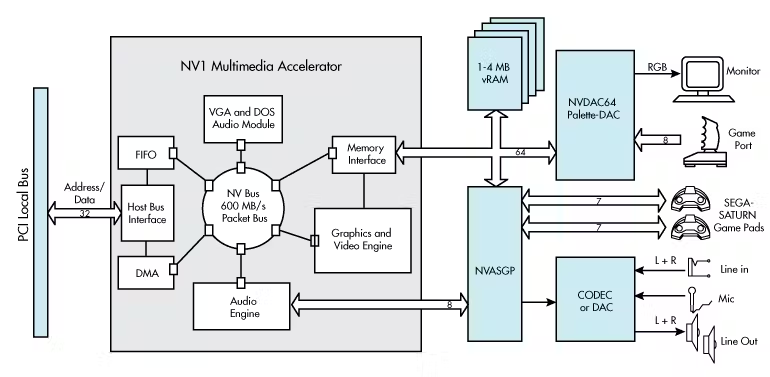 NV1 Multimedia Accelerator
PCI Local Bus
Address/
Data
32
FIFO
Host Bus
Interface
DMA
VGA and DOS
Audio Module
NV Bus
600 MB/s
Packet Bus
Memory
Interface
Graphics and
Video Engine
Audio
Engine
1-4 MB
vRAM
64
8
NVASGP
NVDAC64
Palette-DAC
RGB
Monitor
8
Game
Port
7
7
SEGA-
SATURN
Game Pads
CODEC
or DAC
L + R
Line in
Mic
L + R
Line Out